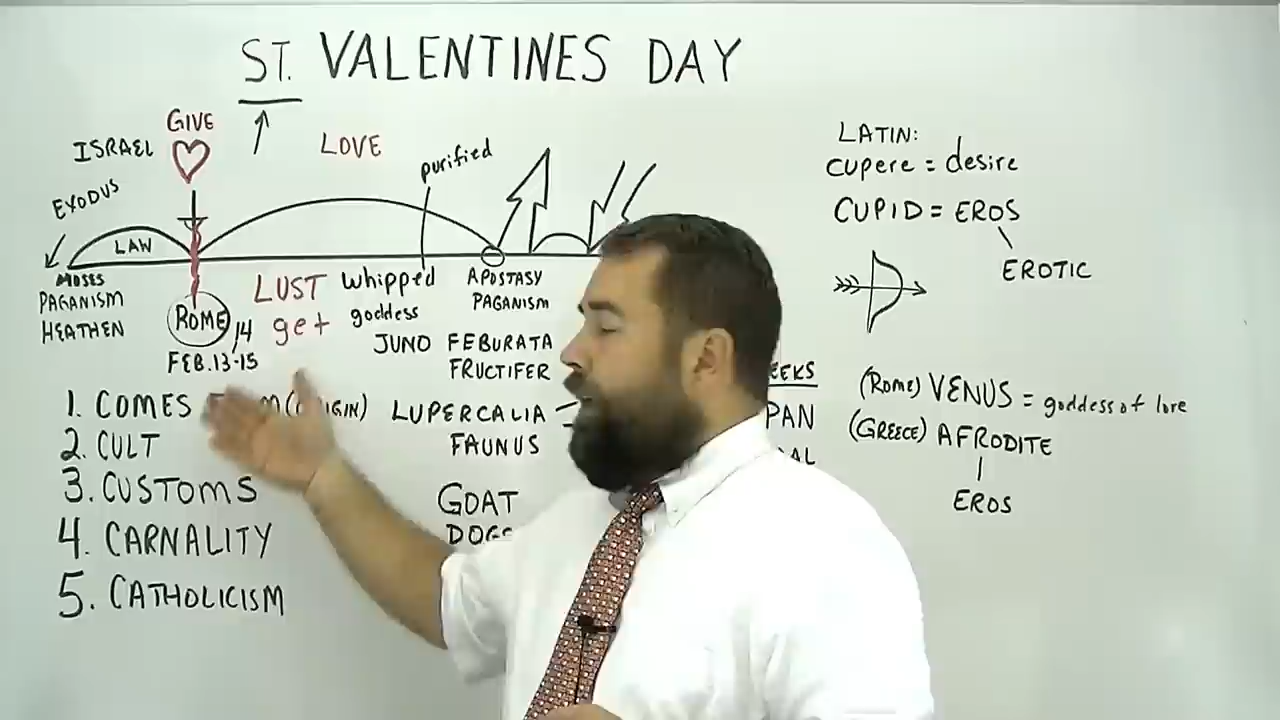 ST. VALENTINES DAY
GIVE
ISRAEL
LOVE
purified
EXODUS
LAW
MOSES
PAGANISM
HEATHEN
ROME
14
FEB. 13-15
LUST
get
whipped
goddess
APOSTASY
PAGANISM
JUNO FEBURATA
FRUCTIFER
LUPERCALIA
FAUNUS
GOAT
1. COMES
2. CULT
3. CUSTOMS
4. CARNALITY
5. CATHOLICISM
PAN
LATIN:
CUPERE = desire
CUPID = EROS
EROTIC
(ROME) VENUS = goddess of love
(GREECE) AFRODITE
EROS